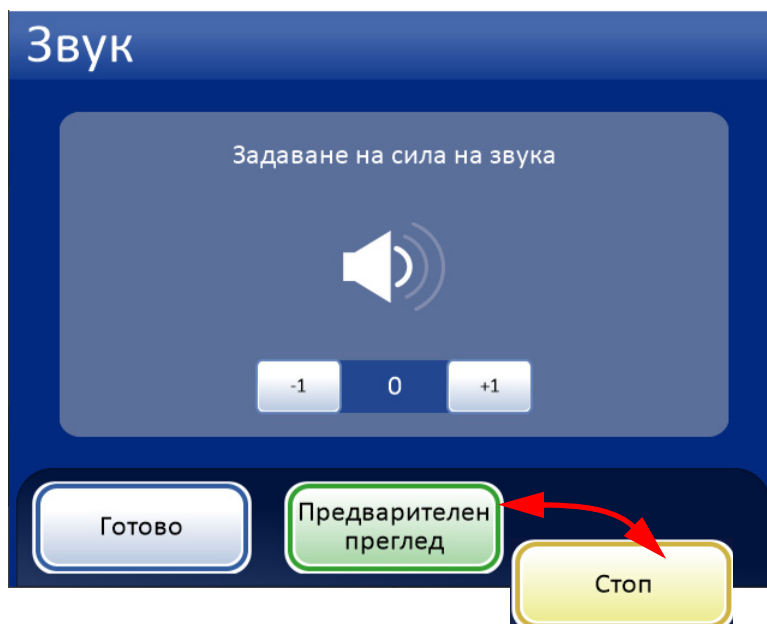 Звук
Задаване на сила на звука
-1 0 +1
Готово
Предварителен
преглед
Стоп